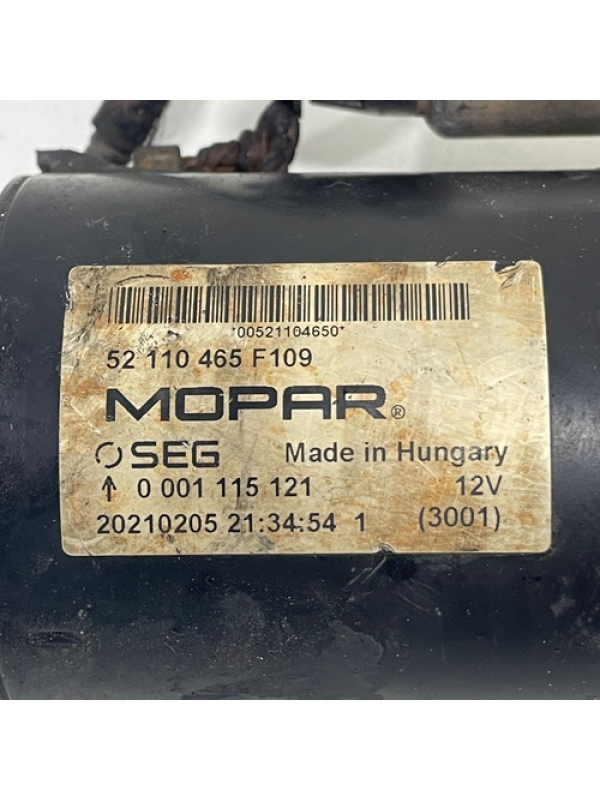 *00521104650*
52 110 465 F109
MOPAR®
SEG Made in Hungary
↑ 0 001 115 121 12V
20210205 21:34:54 1 (3001)